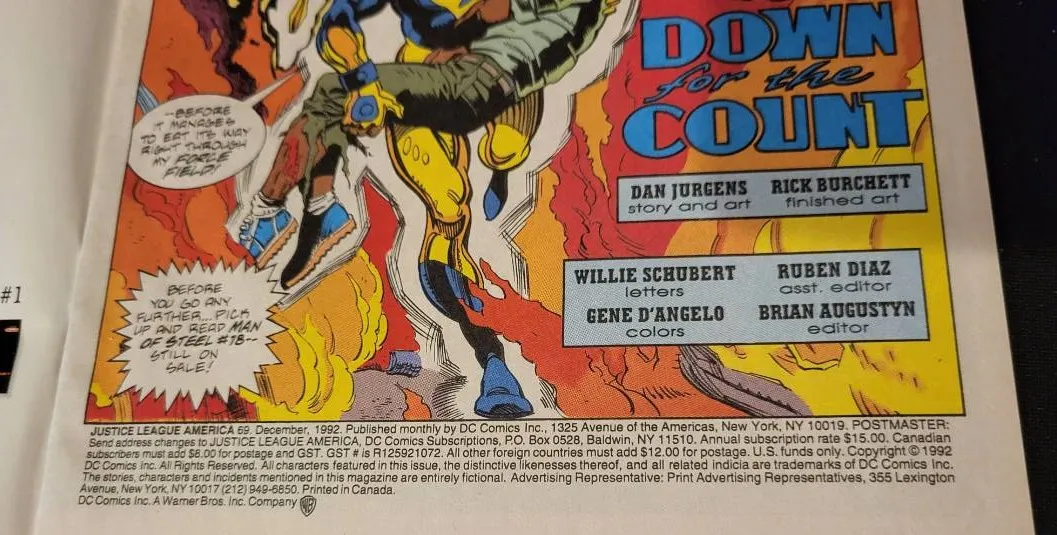 DOWN
for the
COUNT
--BEFORE
IT MANAGES
TO EAT ITS WAY
RIGHT THROUGH
MY FORCE
FIELD!
DAN JURGENS
story and art
RICK BURCHETT
finished art
WILLIE SCHUBERT
letters
RUBEN DIAZ
asst. editor
GENE D'ANGELO
colors
BRIAN AUGUSTYN
editor
#1
BEFORE
YOU GO ANY
FURTHER... PICK
UP AND READ MAN
OF STEEL #18--
STILL ON
SALE!
JUSTICE LEAGUE AMERICA 69. December, 1992. Published monthly by DC Comics Inc., 1325 Avenue of the Americas, New York, NY 10019. POSTMASTER:
Send address changes to JUSTICE LEAGUE AMERICA, DC Comics Subscriptions, P.O. Box 0528, Baldwin, NY 11510. Annual subscription rate $15.00. Canadian
subscribers must add $8.00 for postage and GST. GST # is R125921072. All other foreign countries must add $12.00 for postage. U.S. funds only. Copyright © 1992
DC Comics Inc. All Rights Reserved. All characters featured in this issue, the distinctive likenesses thereof, and all related indicia are trademarks of DC Comics Inc.
The stories, characters and incidents mentioned in this magazine are entirely fictional. Advertising Representative: Print Advertising Representatives, 355 Lexington
Avenue, New York, NY 10017 (212) 949-6850. Printed in Canada.
DC Comics Inc. A Warner Bros. Inc. Company